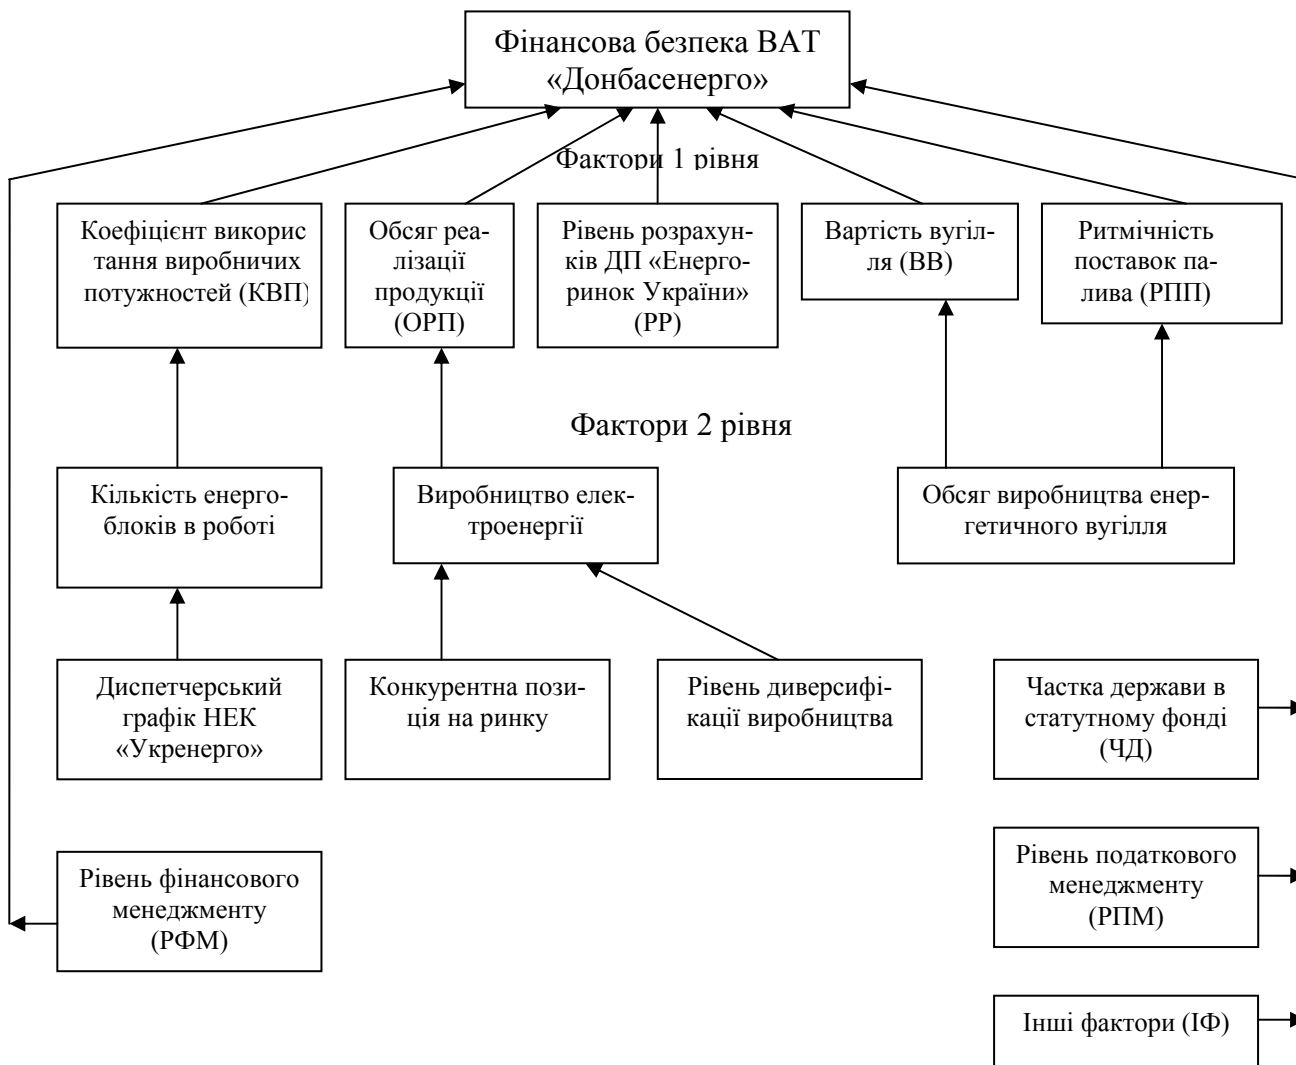 Фінансова безпека ВАТ
«Донбасенерго»
Фактори 1 рівня
Коефіцієнт викорис
тання виробничих
потужностей (КВП)
Обсяг реа-
лізації
продукції
(ОРП)
Рівень розрахун-
ків ДП «Енерго-
ринок України»
(РР)
Вартість вугіл-
ля (ВВ)
Ритмічність
поставок па-
лива (РПП)
Фактори 2 рівня
Кількість енерго-
блоків в роботі
Виробництво елек-
троенергії
Обсяг виробництва енер-
гетичного вугілля
Диспетчерський
графік НЕК
«Укренерго»
Конкурентна пози-
ція на ринку
Рівень диверсифі-
кації виробництва
Частка держави в
статутному фонді
(ЧД)
Рівень фінансового
менеджменту
(РФМ)
Рівень податкового
менеджменту
(РПМ)
Інші фактори (ІФ)